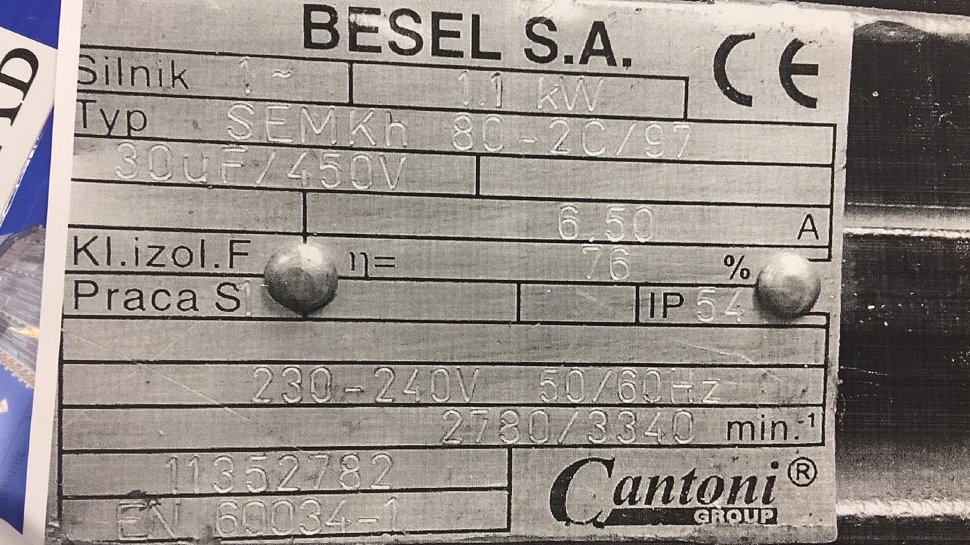 BESEL S.A.
CE
Silnik 1~ 1.1 kW
Typ SEMKh 80-2C/97
30uF/450V
6,50 A
Kl.izol.F η= 76 %
Praca S1 IP 54
230-240V 50/60Hz
2780/3340 min.-1
11352782
EN 60034-1
Cantoni®
GROUP